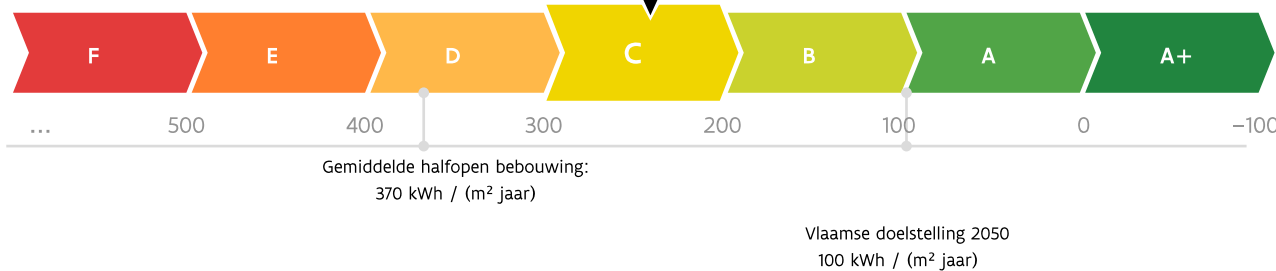 F E D C B A A+
... 500 400 300 200 100 0 −100
Gemiddelde halfopen bebouwing:
370 kWh / (m² jaar)
Vlaamse doelstelling 2050
100 kWh / (m² jaar)